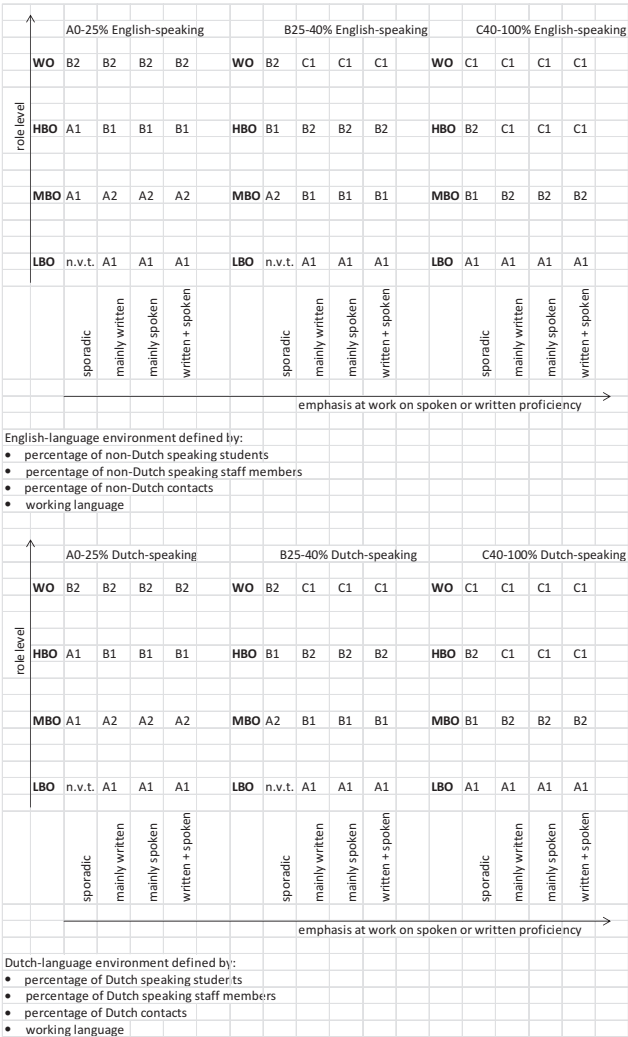 A0-25% English-speaking B25-40% English-speaking C40-100% English-speaking
WO B2 B2 B2 B2 WO B2 C1 C1 C1 WO C1 C1 C1 C1
role level
HBO A1 B1 B1 B1 HBO B1 B2 B2 B2 HBO B2 C1 C1 C1
MBO A1 A2 A2 A2 MBO A2 B1 B1 B1 MBO B1 B2 B2 B2
LBO n.v.t. A1 A1 A1 LBO n.v.t. A1 A1 A1 LBO A1 A1 A1 A1
sporadic mainly written mainly spoken written + spoken sporadic mainly written mainly spoken written + spoken sporadic mainly written mainly spoken written + spoken
emphasis at work on spoken or written proficiency
English-language environment defined by:
• percentage of non-Dutch speaking students
• percentage of non-Dutch speaking staff members
• percentage of non-Dutch contacts
• working language
A0-25% Dutch-speaking B25-40% Dutch-speaking C40-100% Dutch-speaking
WO B2 B2 B2 B2 WO B2 C1 C1 C1 WO C1 C1 C1 C1
role level
HBO A1 B1 B1 B1 HBO B1 B2 B2 B2 HBO B2 C1 C1 C1
MBO A1 A2 A2 A2 MBO A2 B1 B1 B1 MBO B1 B2 B2 B2
LBO n.v.t. A1 A1 A1 LBO n.v.t. A1 A1 A1 LBO A1 A1 A1 A1
sporadic mainly written mainly spoken written + spoken sporadic mainly written mainly spoken written + spoken sporadic mainly written mainly spoken written + spoken
emphasis at work on spoken or written proficiency
Dutch-language environment defined by:
• percentage of Dutch speaking students
• percentage of Dutch speaking staff members
• percentage of Dutch contacts
• working language